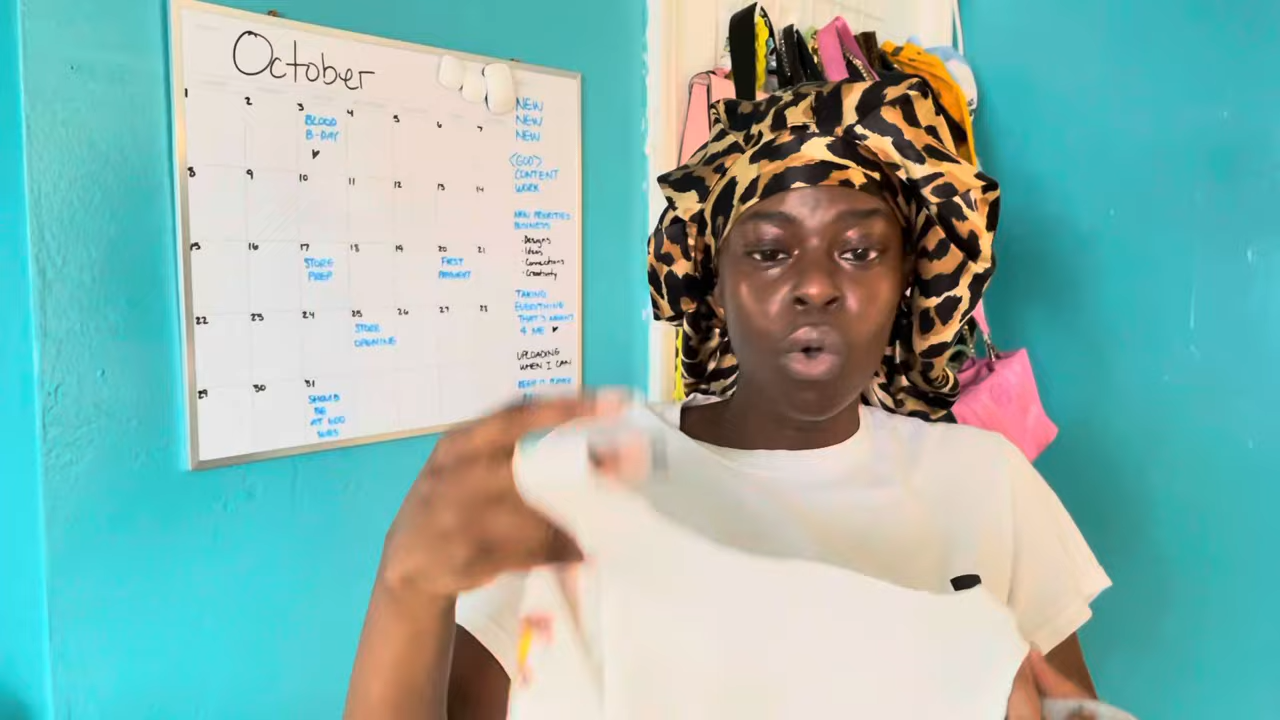 October
1 2 3 4 5 6 7
BLOOD
B-DAY
8 9 10 11 12 13 14
15 16 17 18 19 20 21
STORE
PREP
FIRST
PAYMENT
22 23 24 25 26 27 28
STORE
OPENING
29 30 31
SHOULD
BE
AT 600
SUBS
NEW
NEW
NEW
<GOD>
CONTENT
WORK
NEW PRIORITIES
BUSINESS
• Designs
• Ideas
• Connections
• Creativity
TAKING
EVERYTHING
THAT'S MEANT
4 ME
UPLOADING
WHEN I CAN